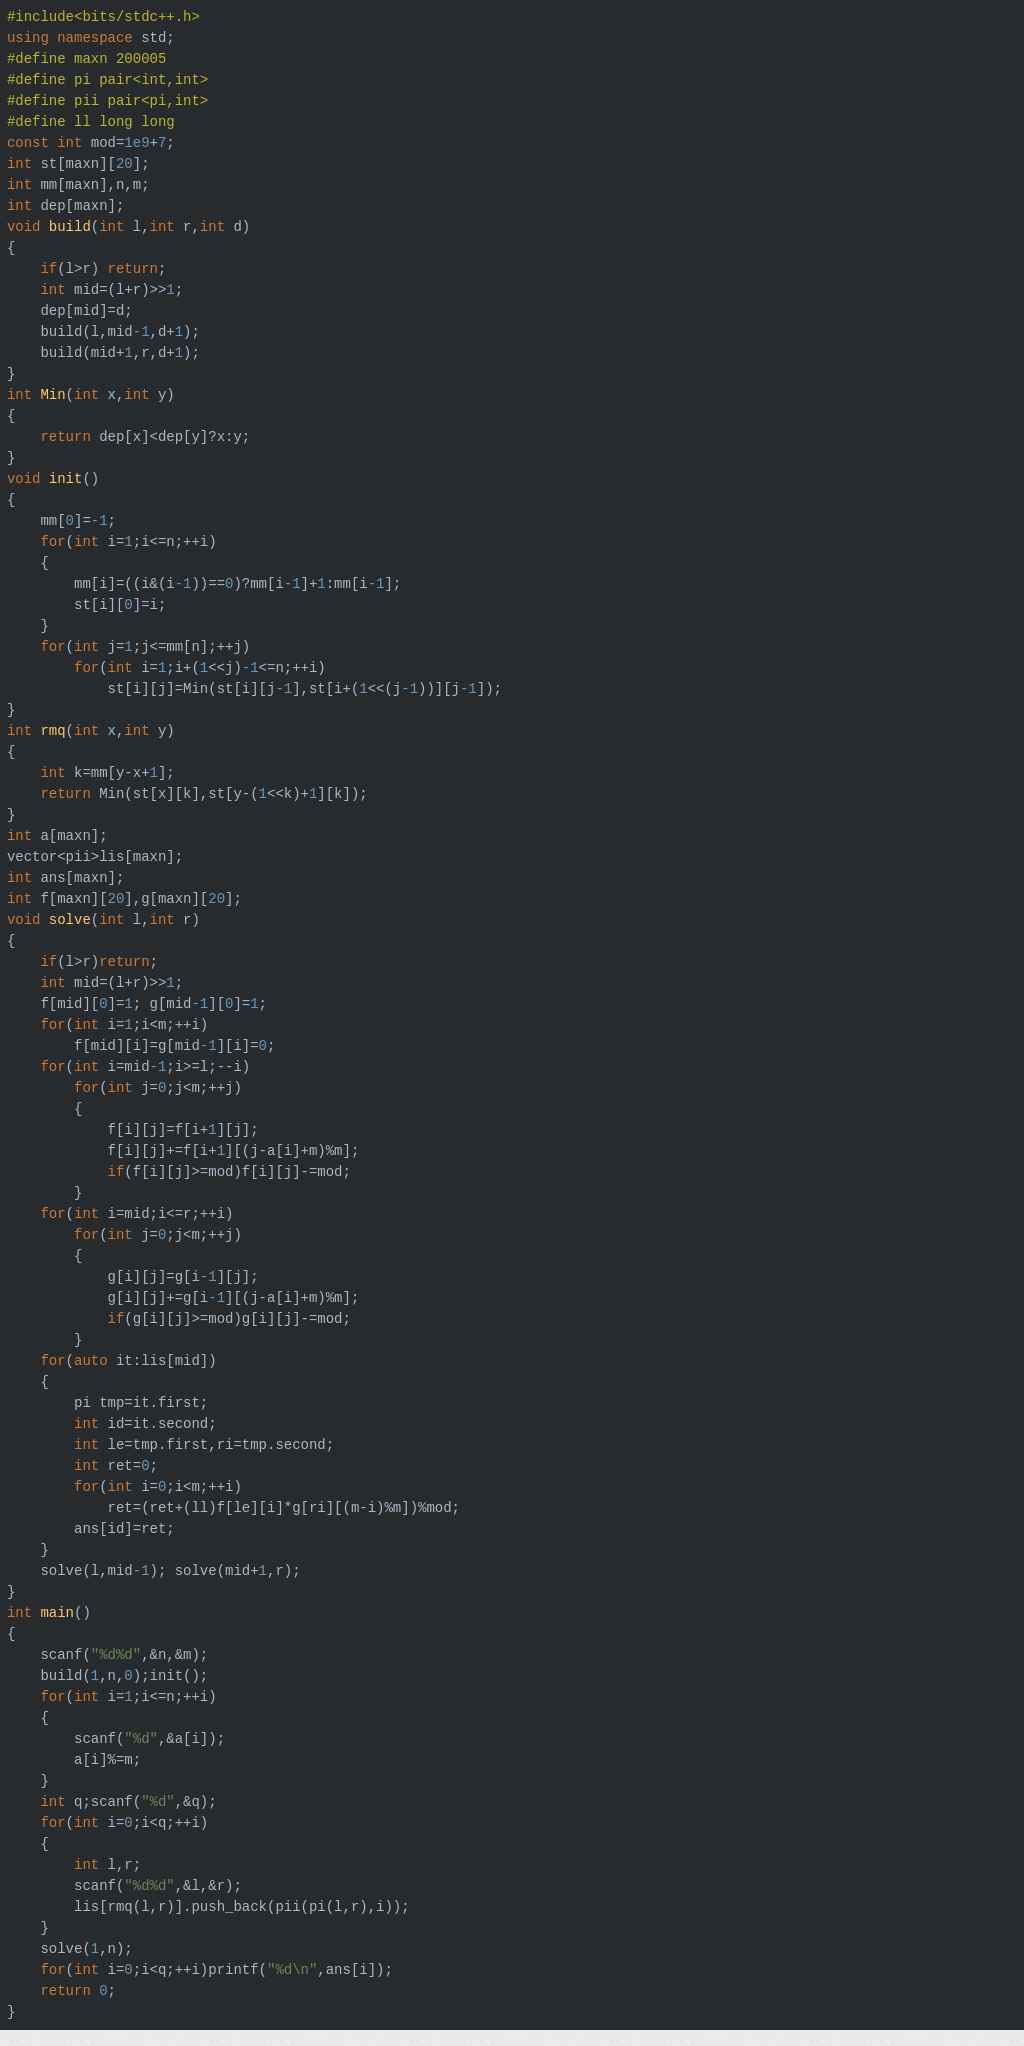 #include<bits/stdc++.h>
using namespace std;
#define maxn 200005
#define pi pair<int,int>
#define pii pair<pi,int>
#define ll long long
const int mod=1e9+7;
int st[maxn][20];
int mm[maxn],n,m;
int dep[maxn];
void build(int l,int r,int d)
{
    if(l>r) return;
    int mid=(l+r)>>1;
    dep[mid]=d;
    build(l,mid-1,d+1);
    build(mid+1,r,d+1);
}
int Min(int x,int y)
{
    return dep[x]<dep[y]?x:y;
}
void init()
{
    mm[0]=-1;
    for(int i=1;i<=n;++i)
    {
        mm[i]=((i&(i-1))==0)?mm[i-1]+1:mm[i-1];
        st[i][0]=i;
    }
    for(int j=1;j<=mm[n];++j)
        for(int i=1;i+(1<<j)-1<=n;++i)
            st[i][j]=Min(st[i][j-1],st[i+(1<<(j-1))][j-1]);
}
int rmq(int x,int y)
{
    int k=mm[y-x+1];
    return Min(st[x][k],st[y-(1<<k)+1][k]);
}
int a[maxn];
vector<pii>lis[maxn];
int ans[maxn];
int f[maxn][20],g[maxn][20];
void solve(int l,int r)
{
    if(l>r)return;
    int mid=(l+r)>>1;
    f[mid][0]=1; g[mid-1][0]=1;
    for(int i=1;i<m;++i)
        f[mid][i]=g[mid-1][i]=0;
    for(int i=mid-1;i>=l;--i)
        for(int j=0;j<m;++j)
        {
            f[i][j]=f[i+1][j];
            f[i][j]+=f[i+1][(j-a[i]+m)%m];
            if(f[i][j]>=mod)f[i][j]-=mod;
        }
    for(int i=mid;i<=r;++i)
        for(int j=0;j<m;++j)
        {
            g[i][j]=g[i-1][j];
            g[i][j]+=g[i-1][(j-a[i]+m)%m];
            if(g[i][j]>=mod)g[i][j]-=mod;
        }
    for(auto it:lis[mid])
    {
        pi tmp=it.first;
        int id=it.second;
        int le=tmp.first,ri=tmp.second;
        int ret=0;
        for(int i=0;i<m;++i)
            ret=(ret+(ll)f[le][i]*g[ri][(m-i)%m])%mod;
        ans[id]=ret;
    }
    solve(l,mid-1); solve(mid+1,r);
}
int main()
{
    scanf("%d%d",&n,&m);
    build(1,n,0);init();
    for(int i=1;i<=n;++i)
    {
        scanf("%d",&a[i]);
        a[i]%=m;
    }
    int q;scanf("%d",&q);
    for(int i=0;i<q;++i)
    {
        int l,r;
        scanf("%d%d",&l,&r);
        lis[rmq(l,r)].push_back(pii(pi(l,r),i));
    }
    solve(1,n);
    for(int i=0;i<q;++i)printf("%d\n",ans[i]);
    return 0;
}